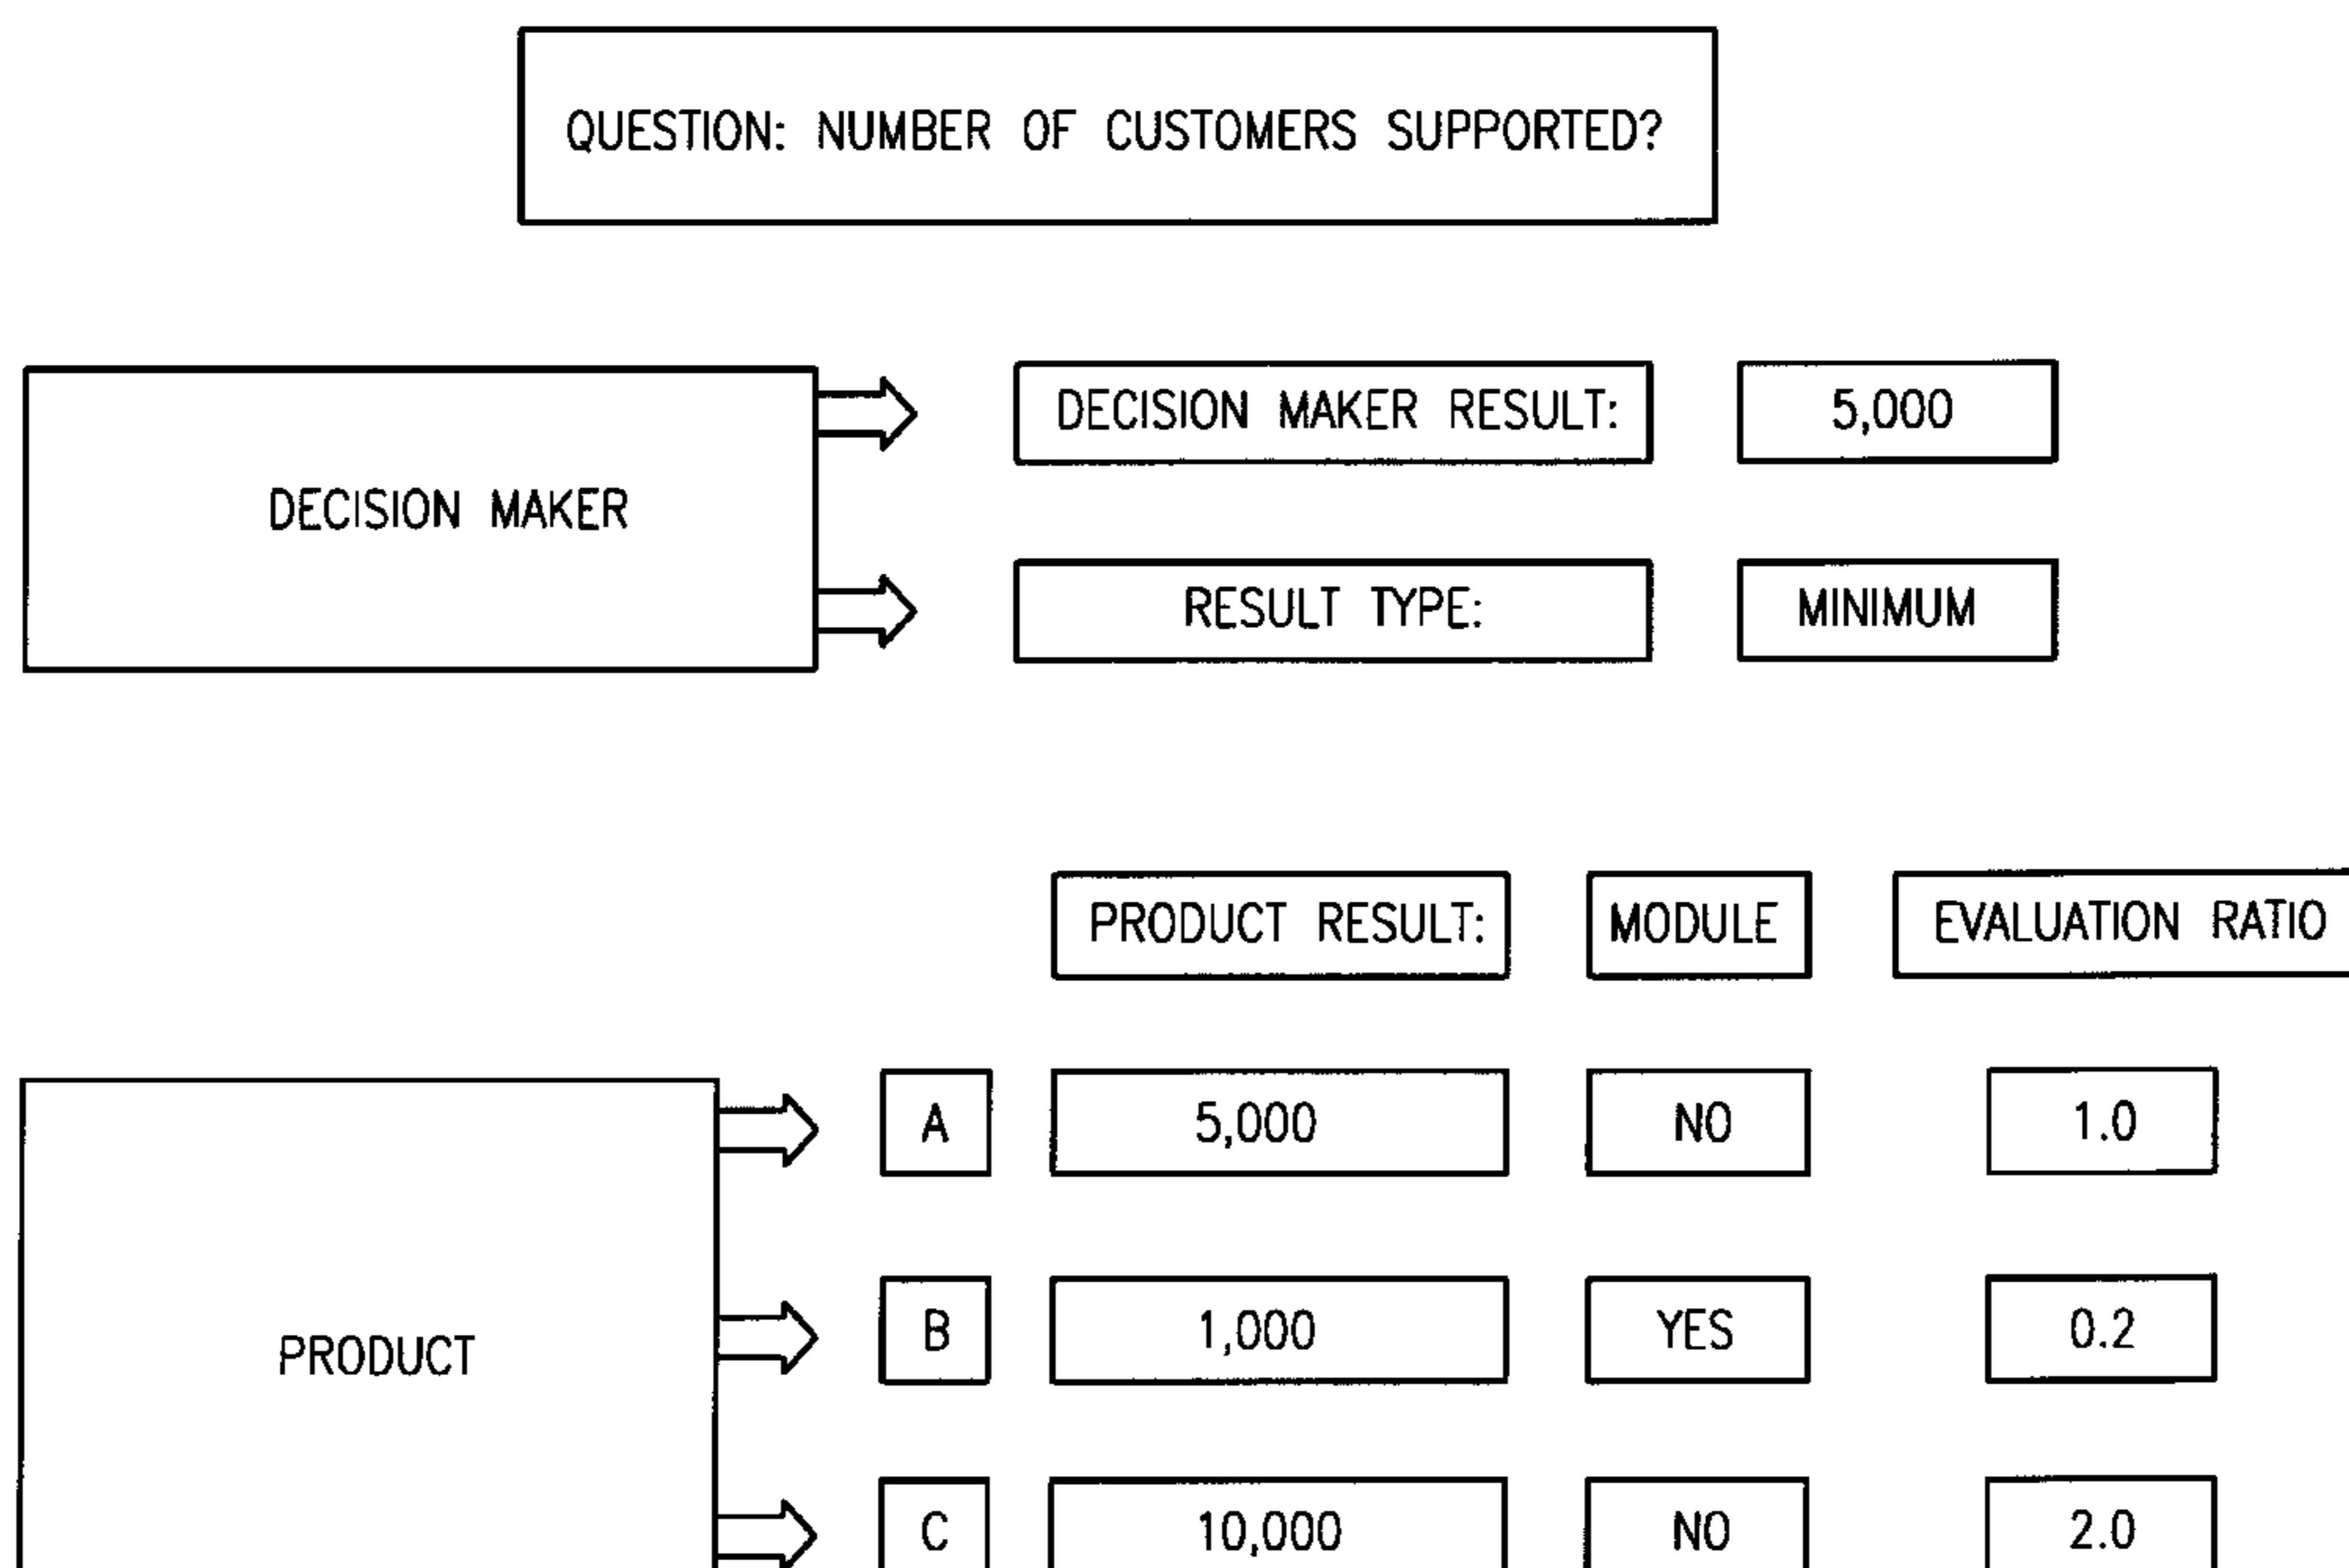 QUESTION: NUMBER OF CUSTOMERS SUPPORTED?
DECISION MAKER
DECISION MAKER RESULT: 5,000
RESULT TYPE: MINIMUM
PRODUCT RESULT: MODULE EVALUATION RATIO
PRODUCT
A 5,000 NO 1.0
B 1,000 YES 0.2
C 10,000 NO 2.0